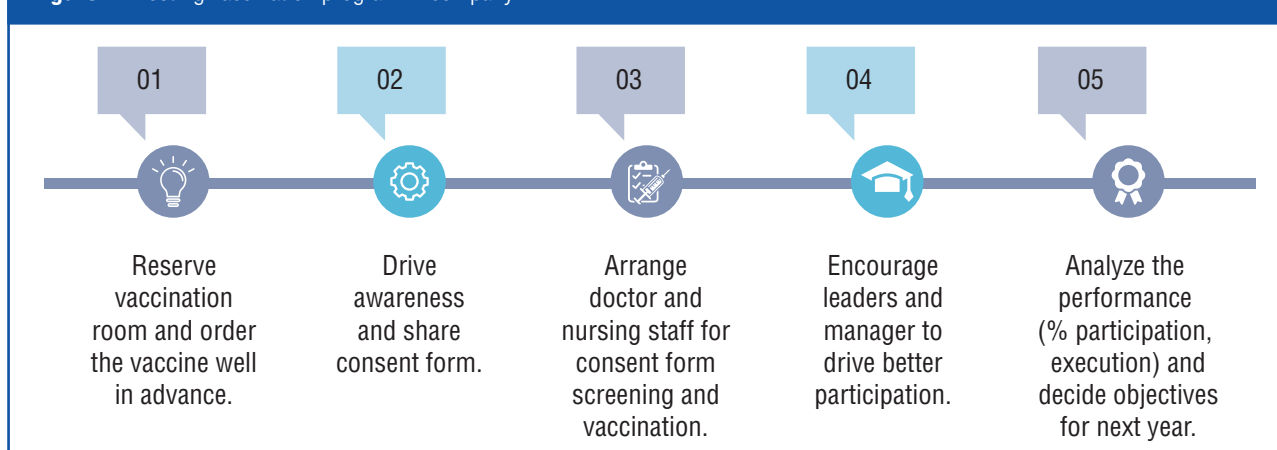 01
02
03
04
05
Reserve
vaccination
room and order
the vaccine well
in advance.
Drive
awareness
and share
consent form.
Arrange
doctor and
nursing staff for
consent form
screening and
vaccination.
Encourage
leaders and
manager to
drive better
participation.
Analyze the
performance
(% participation,
execution) and
decide objectives
for next year.